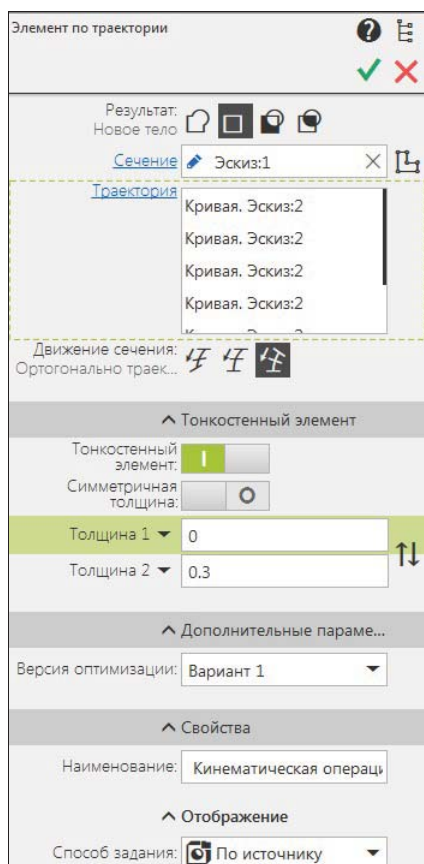 Элемент по траектории
Результат:
Новое тело
Сечение Эскиз:1
Траектория
Кривая. Эскиз:2
Кривая. Эскиз:2
Кривая. Эскиз:2
Кривая. Эскиз:2
Движение сечения:
Ортогонально траек...
Тонкостенный элемент
Тонкостенный
элемент:
Симметричная
толщина:
Толщина 1 0
Толщина 2 0.3
Дополнительные параме...
Версия оптимизации: Вариант 1
Свойства
Наименование: Кинематическая операци
Отображение
Способ задания: По источнику